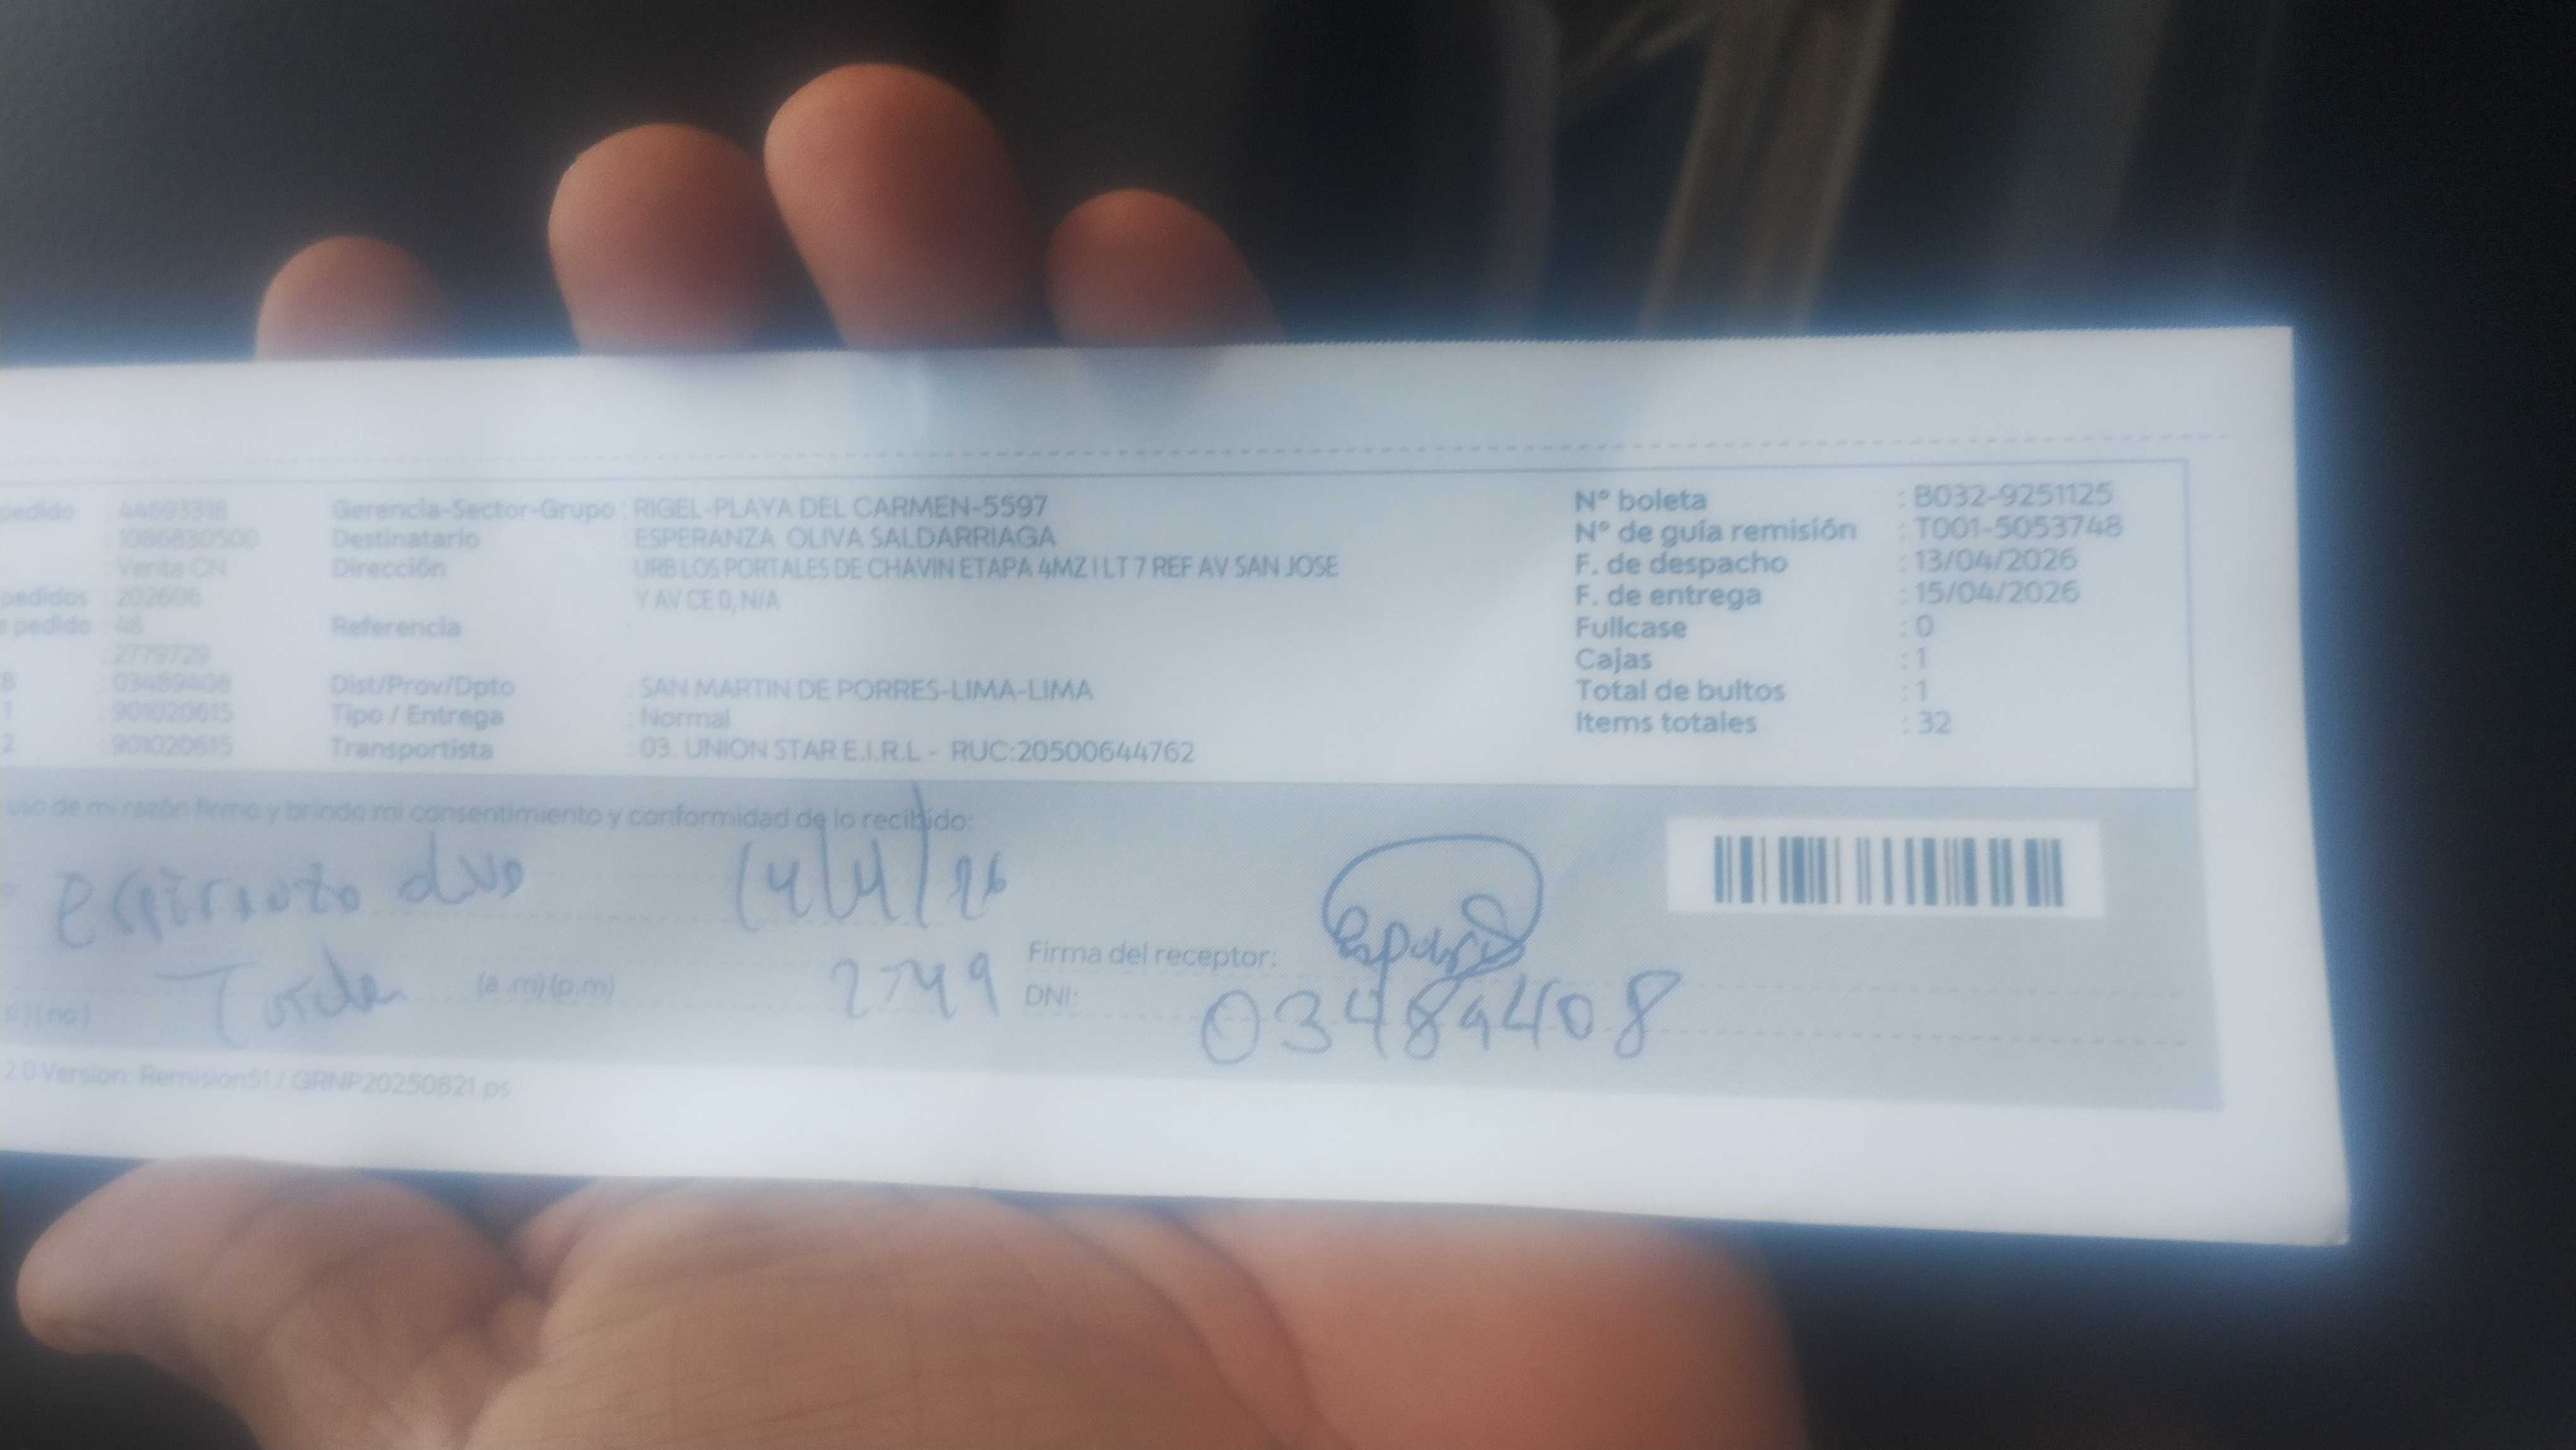 pedido : 44693318 Gerencia-Sector-Grupo : RIGEL-PLAYA DEL CARMEN-5597 N° boleta : B032-9251125
: 1086830500 Destinatario : ESPERANZA OLIVA SALDARRIAGA N° de guía remisión : T001-5053748
: Venta CN Dirección : URB LOS PORTALES DE CHAVIN ETAPA 4MZ I LT 7 REF AV SAN JOSE F. de despacho : 13/04/2026
pedidos : 202606 Y AV CE 0, N/A F. de entrega : 15/04/2026
pedido : 48 Referencia : Fullcase : 0
: 2779729 Cajas : 1
: 03489408 Dist/Prov/Dpto : SAN MARTIN DE PORRES-LIMA-LIMA Total de bultos : 1
1 : 901020615 Tipo / Entrega : Normal Items totales : 32
2 : 901020615 Transportista : 03. UNION STAR E.I.R.L - RUC:20500644762
uso de mi razón firmo y brindo mi consentimiento y conformidad de lo recibido:
14/4/26
(a .m)(p.m) 2749 Firma del receptor:
(no) DNI: 03489408
2.0 Version: Remision51 / GRNP20250821.ps